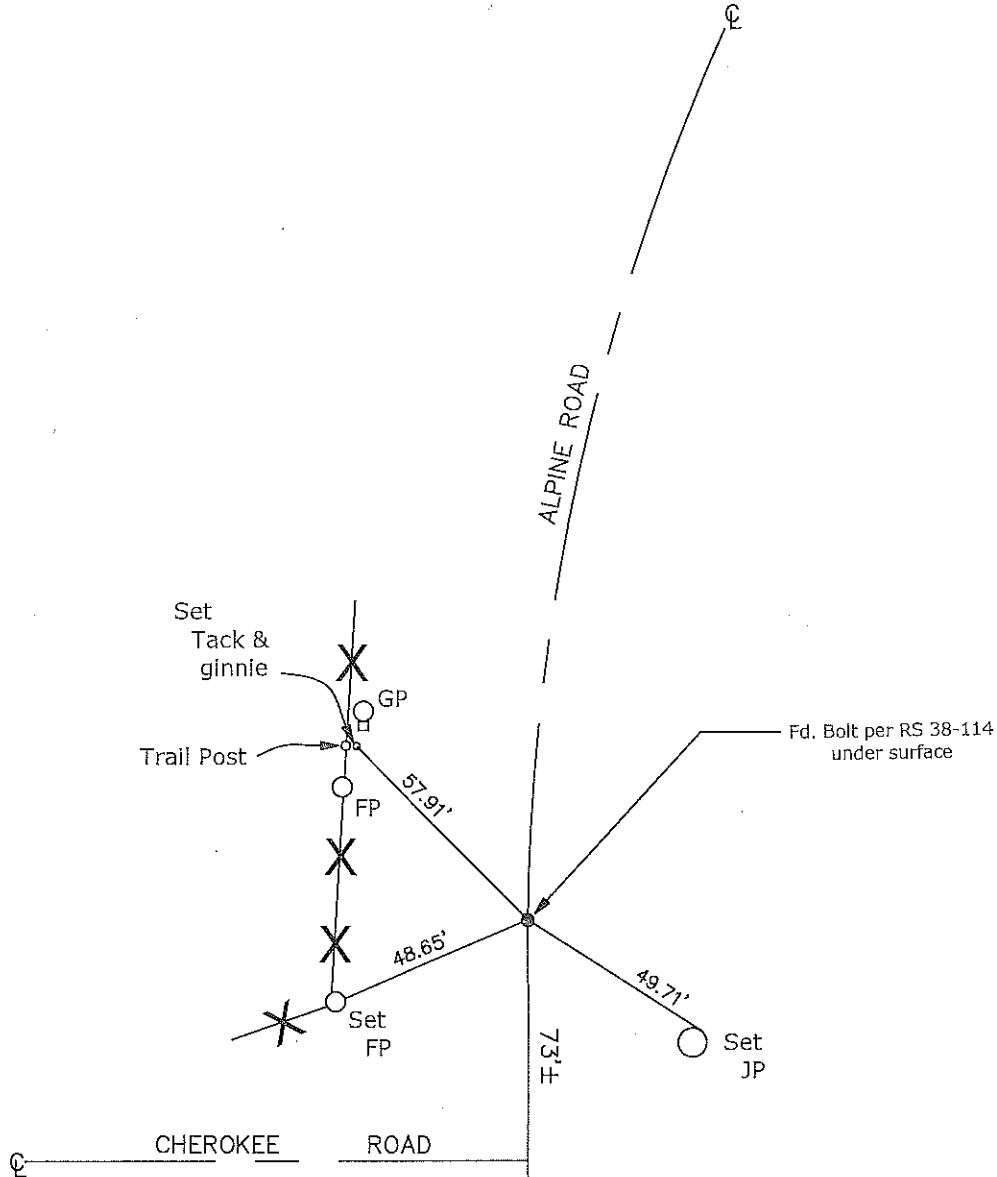 ℄
ALPINE ROAD
Set
Tack &
ginnie
GP
Trail Post
Fd. Bolt per RS 38-114
under surface
57.91'
FP
48.65'
49.71'
Set
FP
Set
JP
73'±
CHEROKEE ROAD
℄